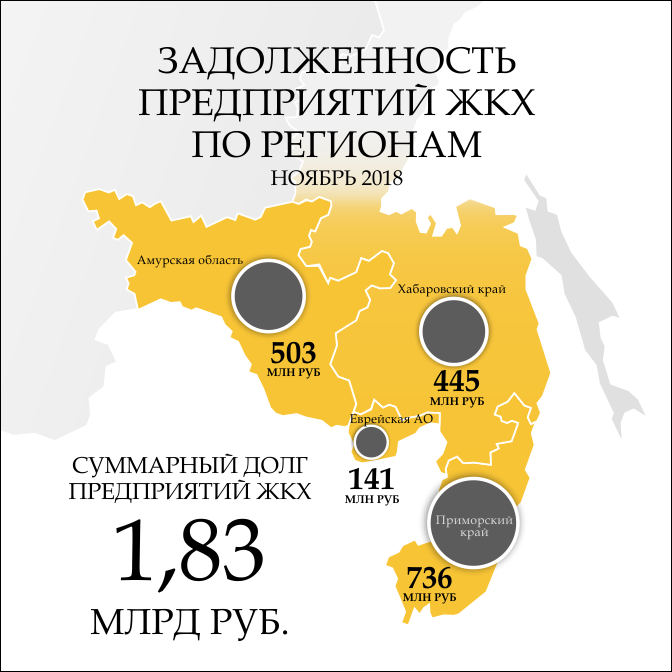 ЗАДОЛЖЕННОСТЬ
ПРЕДПРИЯТИЙ ЖКХ
ПО РЕГИОНАМ
НОЯБРЬ 2018
Амурская область
503
МЛН РУБ
Хабаровский край
445
МЛН РУБ
Еврейская АО
141
МЛН РУБ
Приморский
край
736
МЛН РУБ
СУММАРНЫЙ ДОЛГ
ПРЕДПРИЯТИЙ ЖКХ
1,83
МЛРД РУБ.